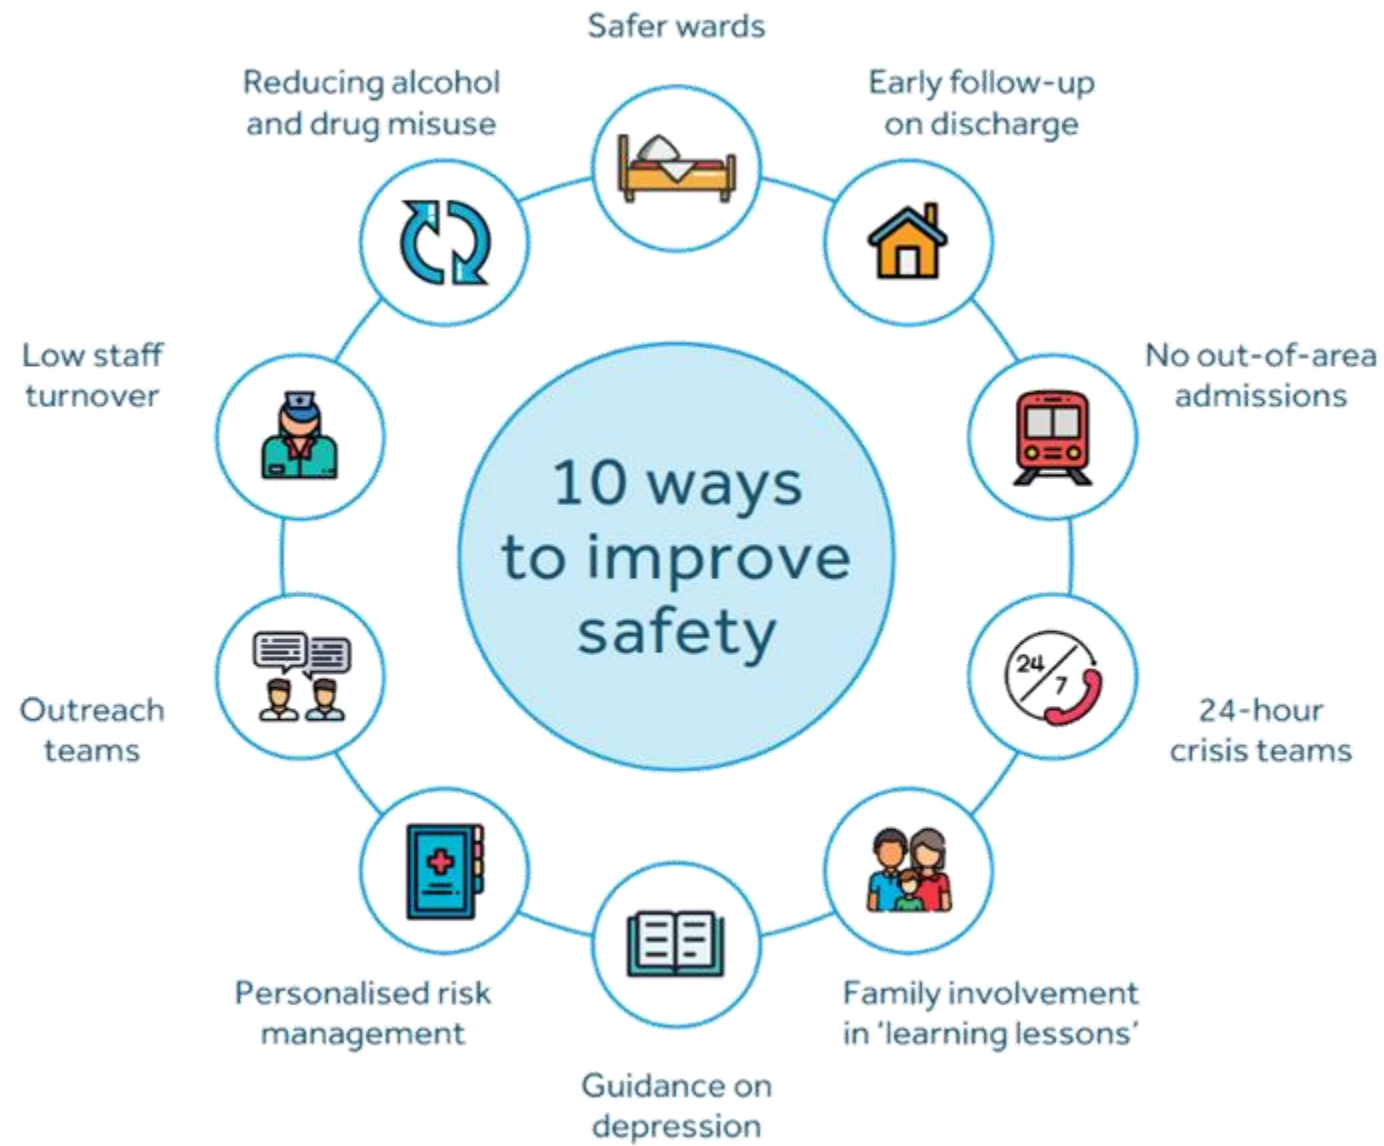 Safer wards
Early follow-up
on discharge
No out-of-area
admissions
24/7
24-hour
crisis teams
Family involvement
in 'learning lessons'
Guidance on
depression
Personalised risk
management
Outreach
teams
Low staff
turnover
Reducing alcohol
and drug misuse
10 ways
to improve
safety